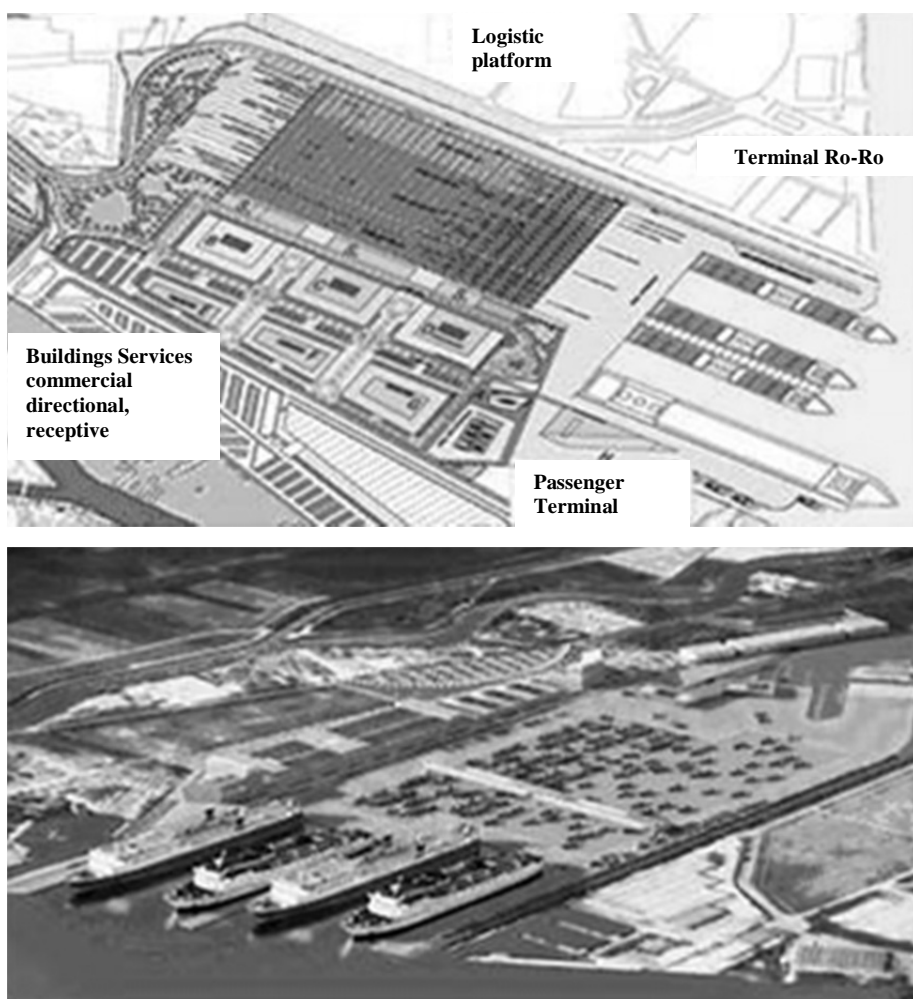 Logistic
platform
Terminal Ro-Ro
Buildings Services
commercial
directional,
receptive
Passenger
Terminal